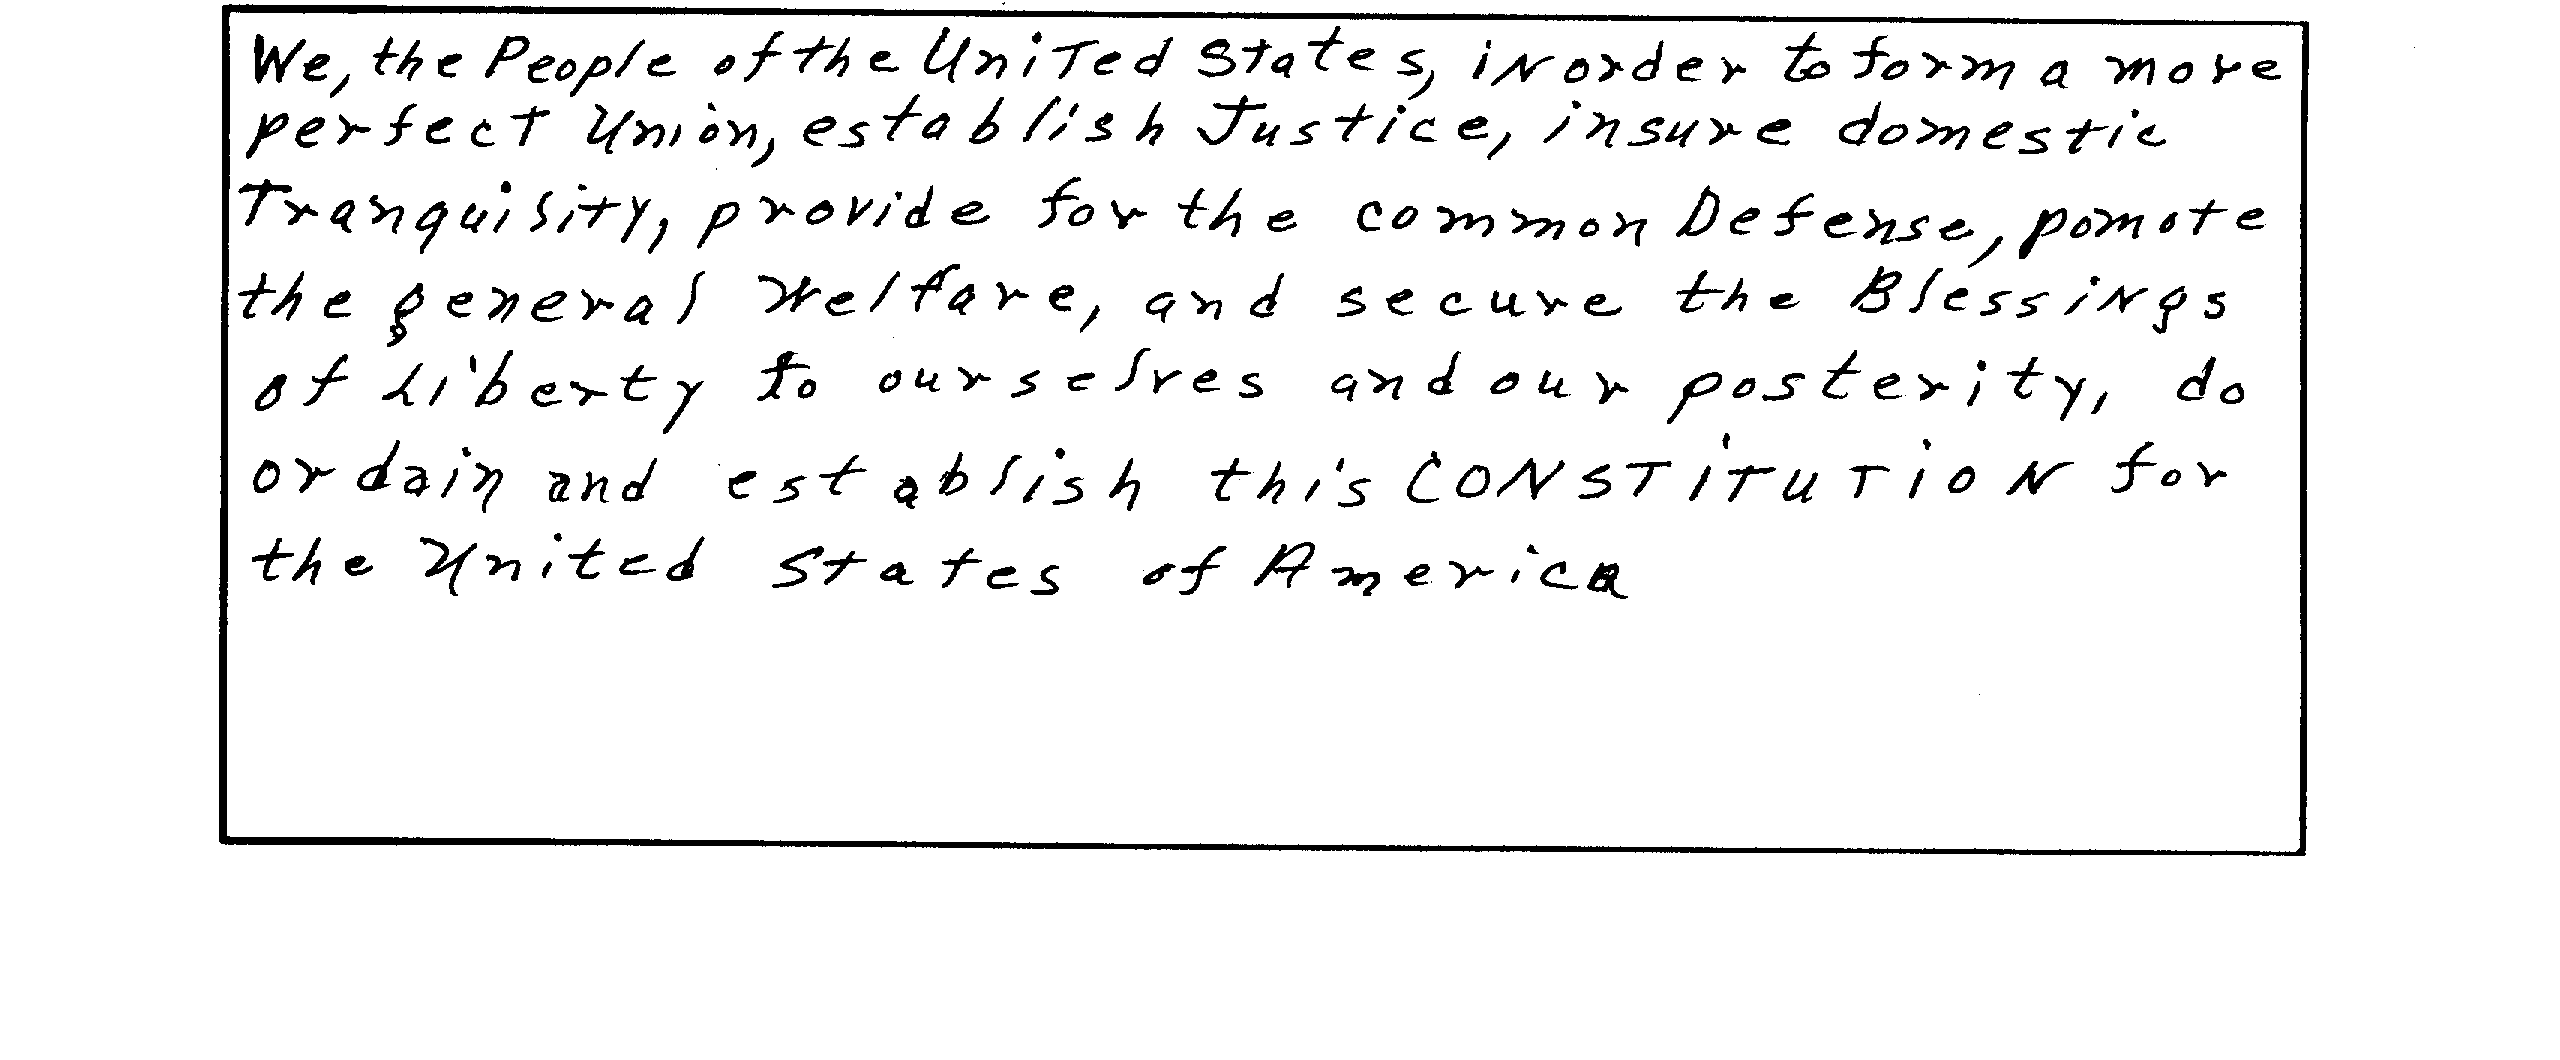 We, the People of the United States, in order to form a more
perfect Union, establish Justice, insure domestic
Tranquility, provide for the common Defense, pomote
the general Welfare, and secure the Blessings
of Liberty to ourselves and our posterity, do
ordain and establish this CONSTITUTION for
the United States of America